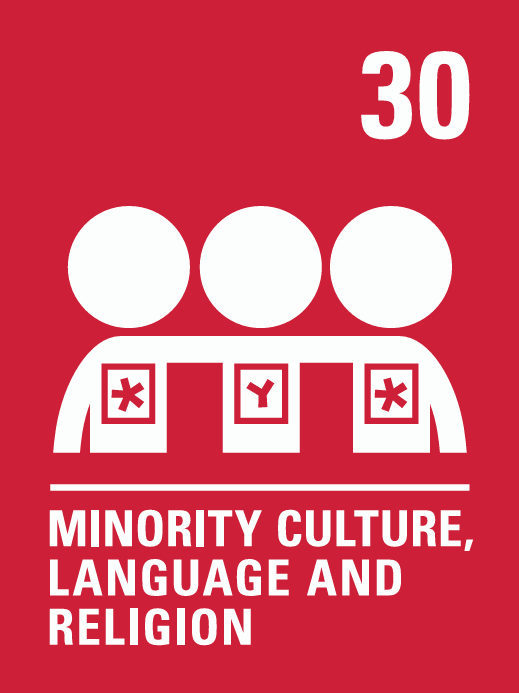 30
MINORITY CULTURE,
LANGUAGE AND
RELIGION